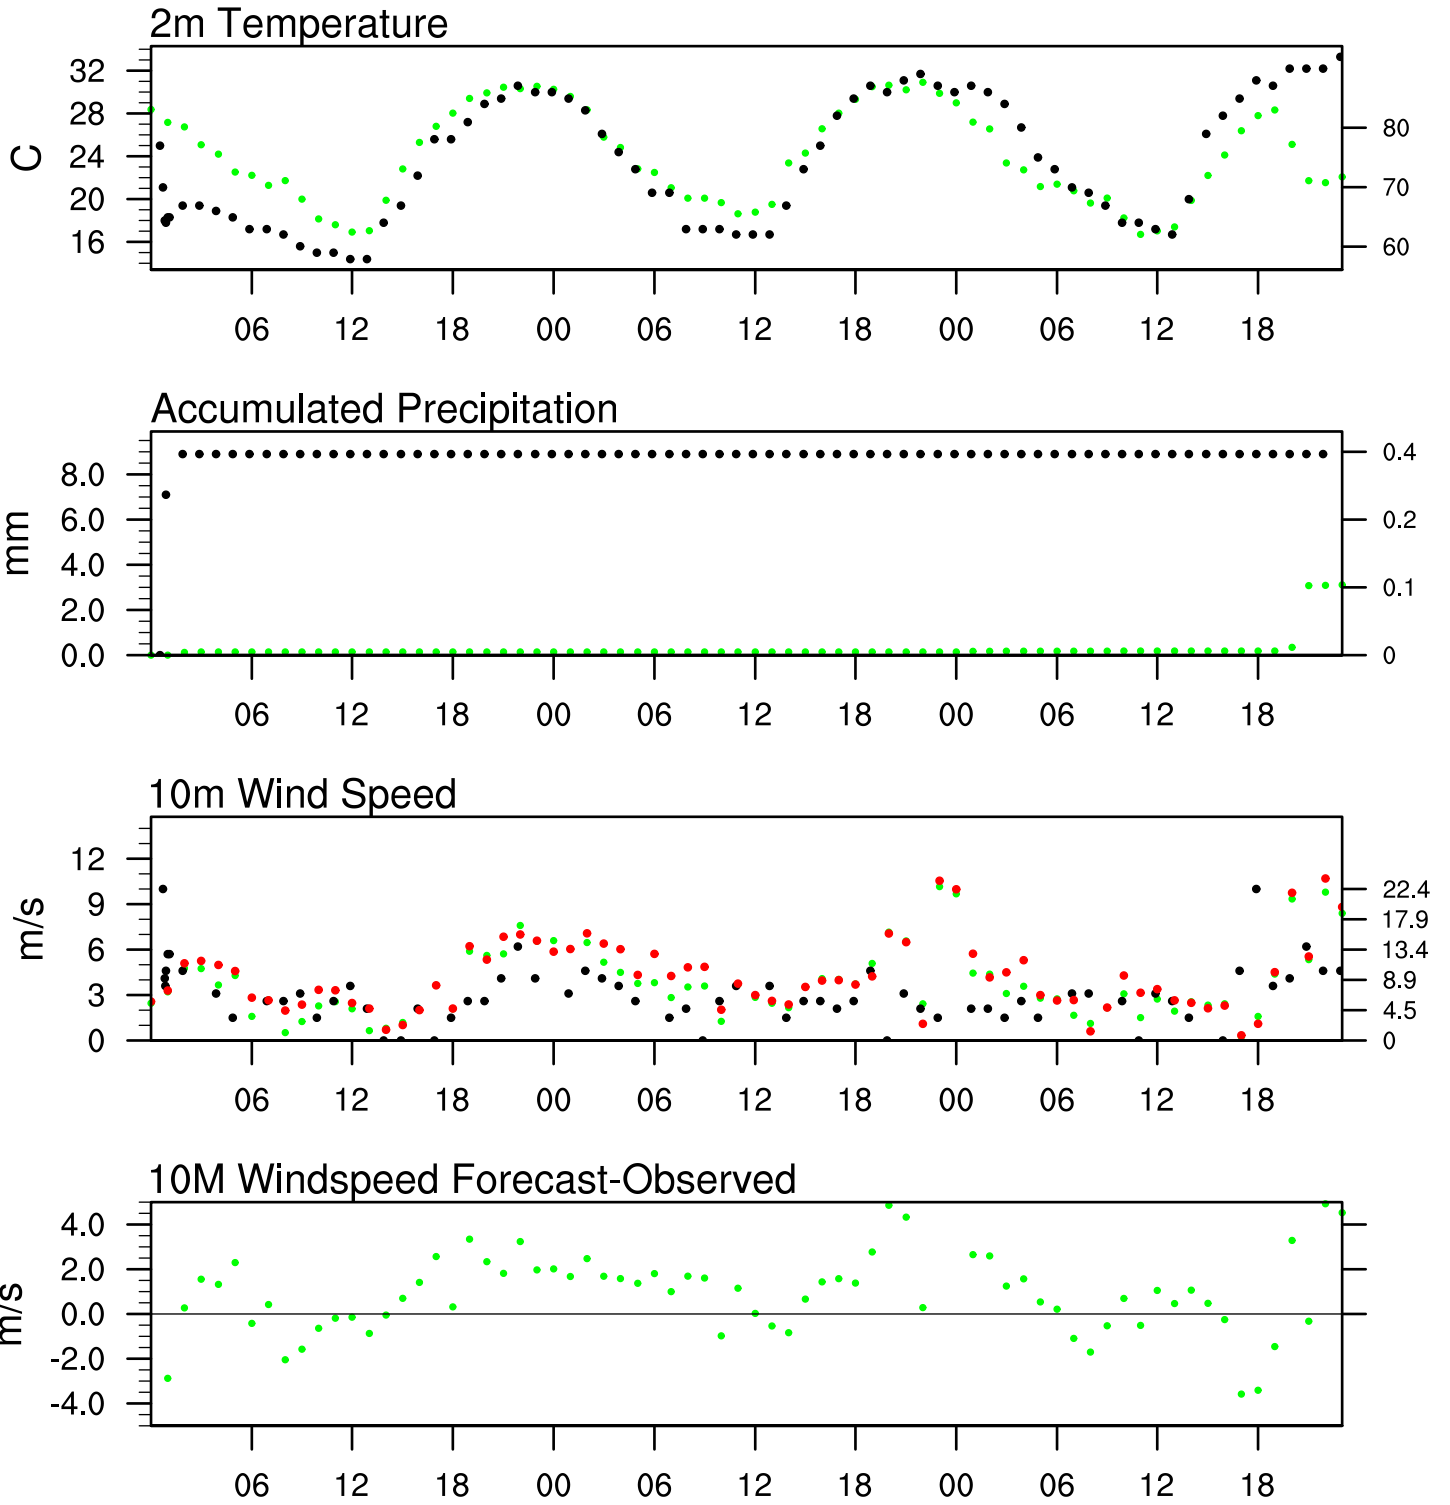 2m Temperature
C
32
28
24
20
16
80
70
60
06 12 18 00 06 12 18 00 06 12 18
Accumulated Precipitation
mm
8.0
6.0
4.0
2.0
0.0
0.4
0.2
0.1
0
06 12 18 00 06 12 18 00 06 12 18
10m Wind Speed
m/s
12
9
6
3
0
22.4
17.9
13.4
8.9
4.5
0
06 12 18 00 06 12 18 00 06 12 18
10M Windspeed Forecast-Observed
m/s
4.0
2.0
0.0
-2.0
-4.0
06 12 18 00 06 12 18 00 06 12 18